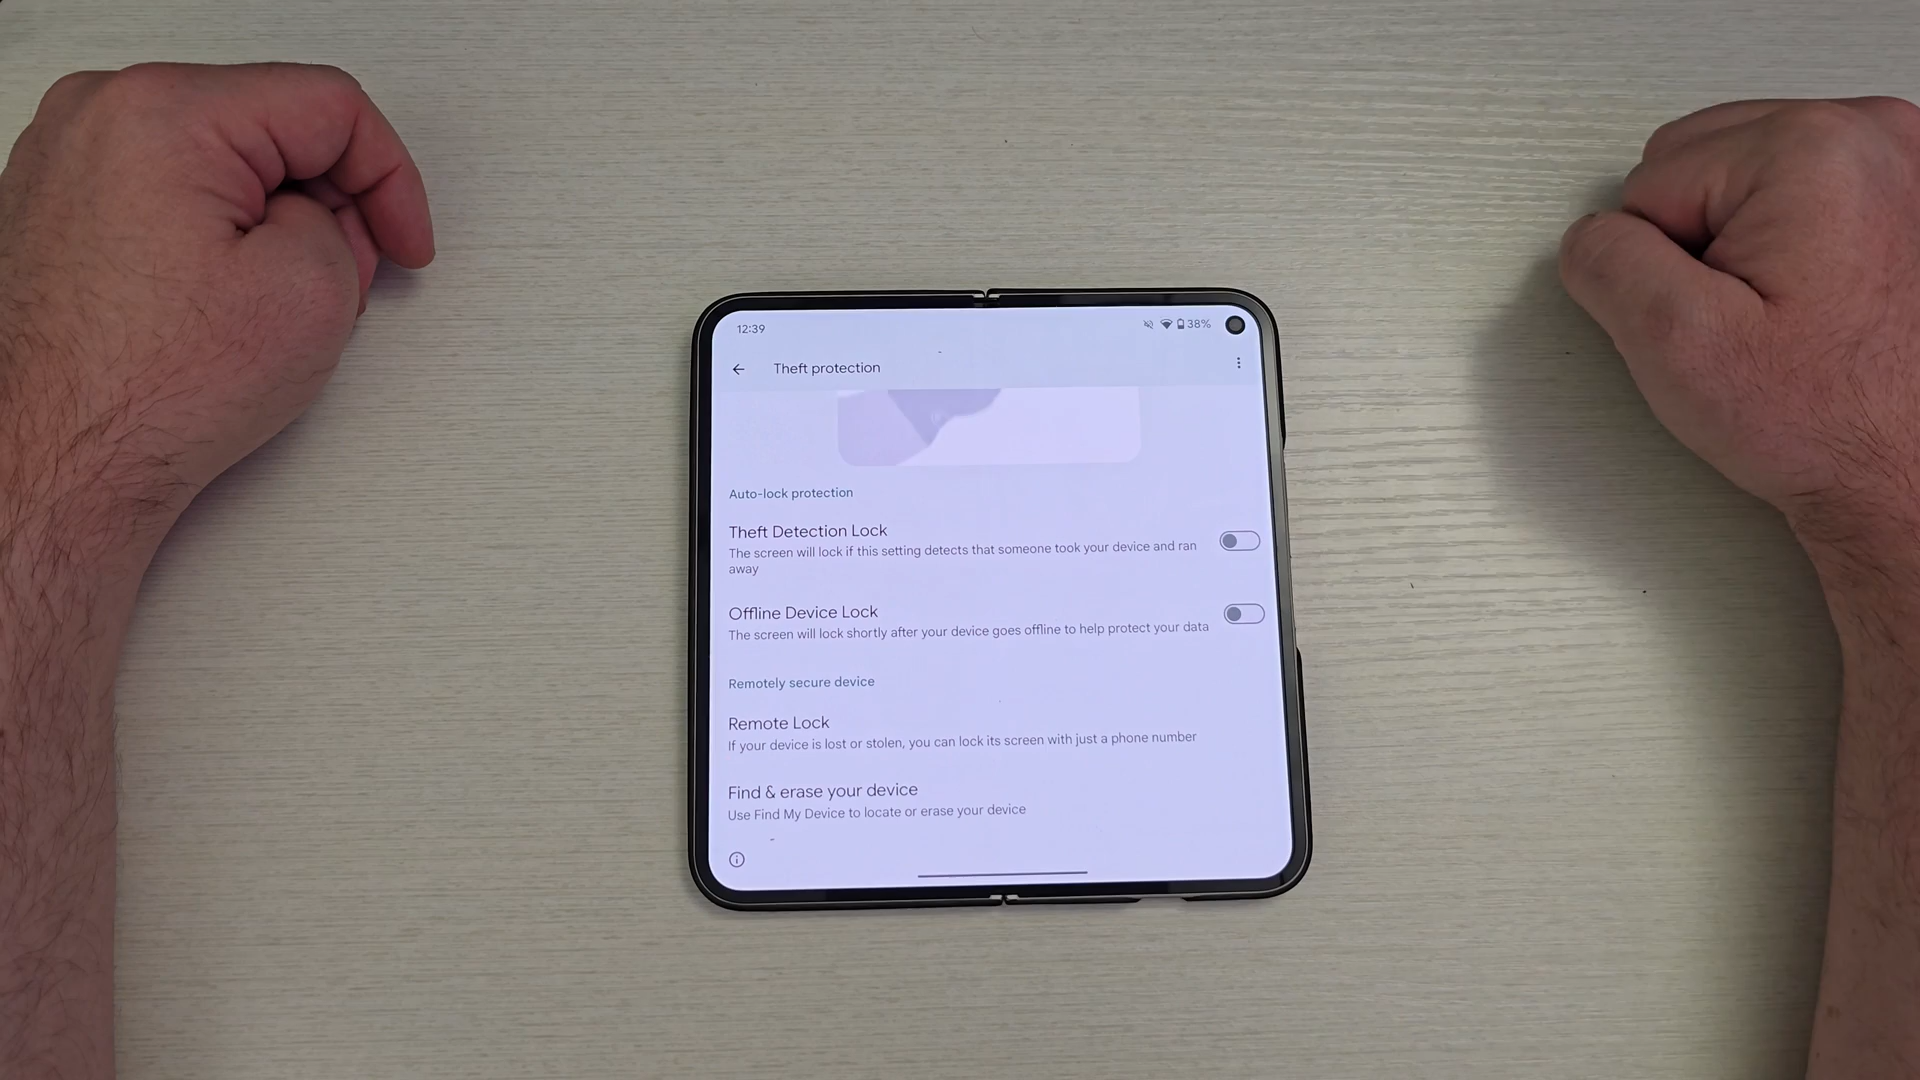 12:39
38%
Theft protection
Auto-lock protection
Theft Detection Lock
The screen will lock if this setting detects that someone took your device and ran
away
Offline Device Lock
The screen will lock shortly after your device goes offline to help protect your data
Remotely secure device
Remote Lock
If your device is lost or stolen, you can lock its screen with just a phone number
Find & erase your device
Use Find My Device to locate or erase your device